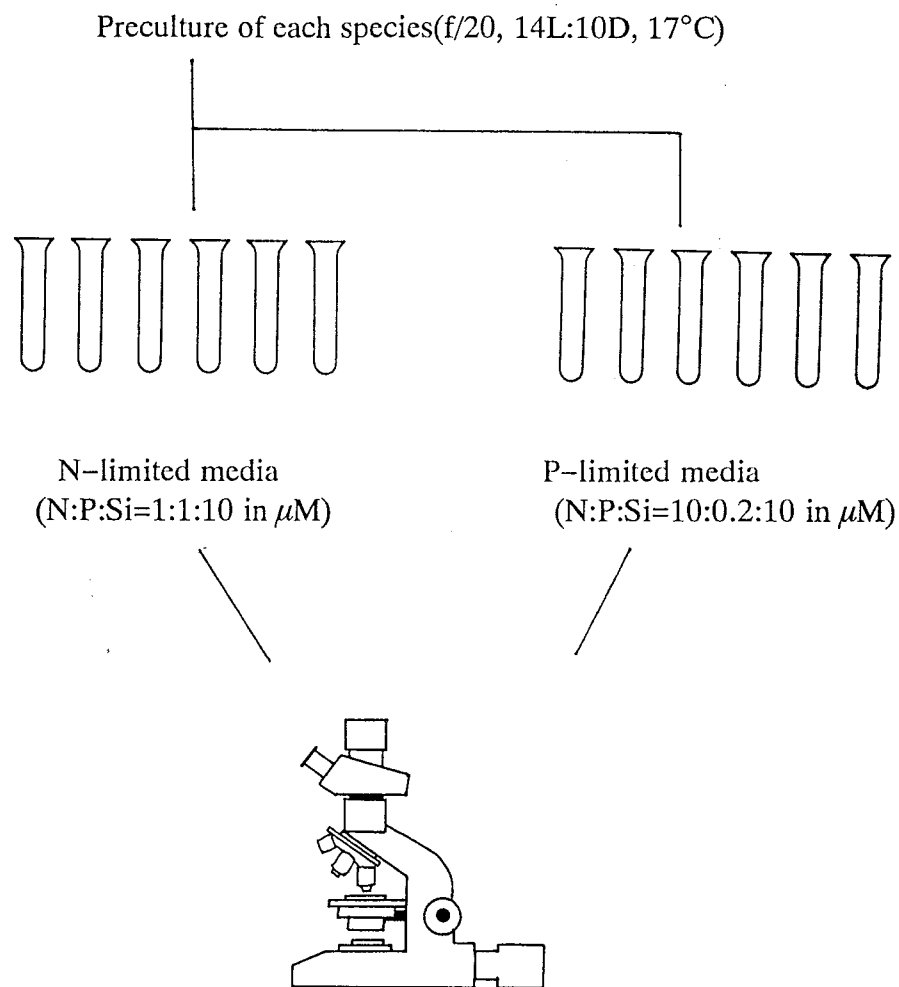 Preculture of each species(f/20, 14L:10D, 17°C)
N-limited media
(N:P:Si=1:1:10 in μM)
P-limited media
(N:P:Si=10:0.2:10 in μM)